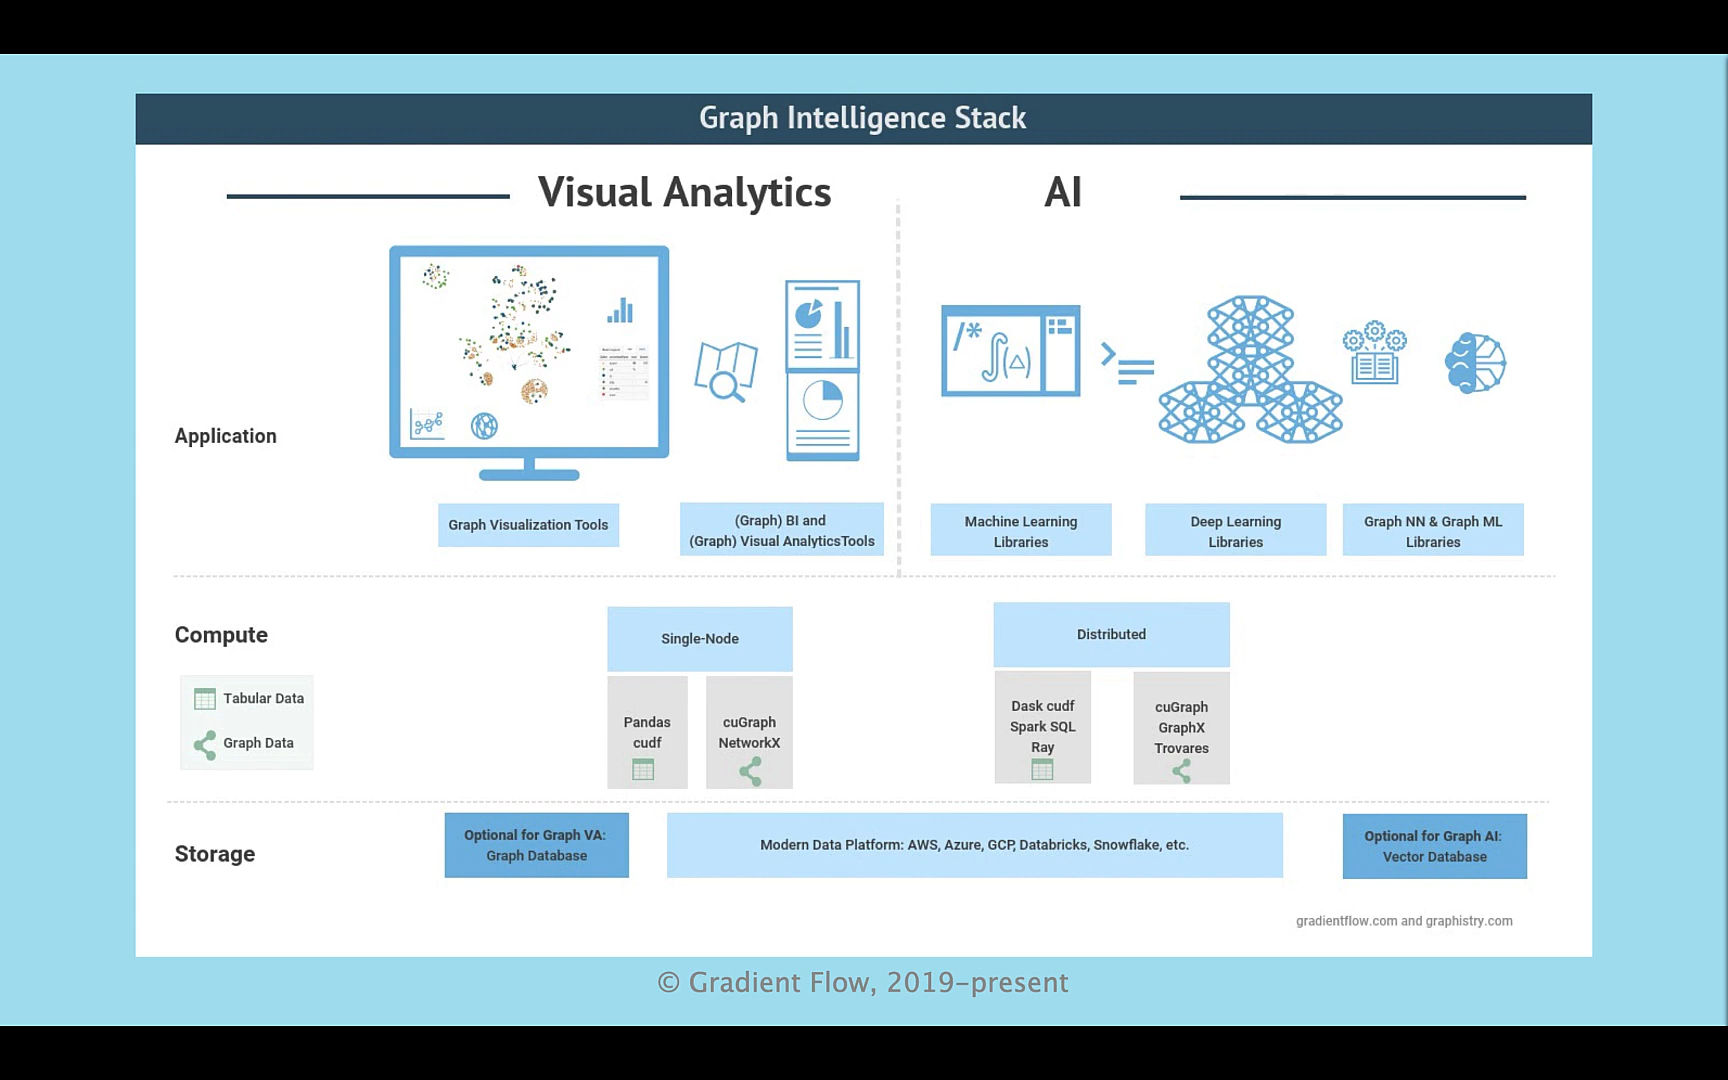 Graph Intelligence Stack
Visual Analytics
AI
/*
∫(△)
Application
Graph Visualization Tools
(Graph) BI and
(Graph) Visual AnalyticsTools
Machine Learning
Libraries
Deep Learning
Libraries
Graph NN & Graph ML
Libraries
Compute
Tabular Data
Graph Data
Single-Node
Pandas
cudf
cuGraph
NetworkX
Distributed
Dask cudf
Spark SQL
Ray
cuGraph
GraphX
Trovares
Storage
Optional for Graph VA:
Graph Database
Modern Data Platform: AWS, Azure, GCP, Databricks, Snowflake, etc.
Optional for Graph AI:
Vector Database
gradientflow.com and graphistry.com
© Gradient Flow, 2019-present